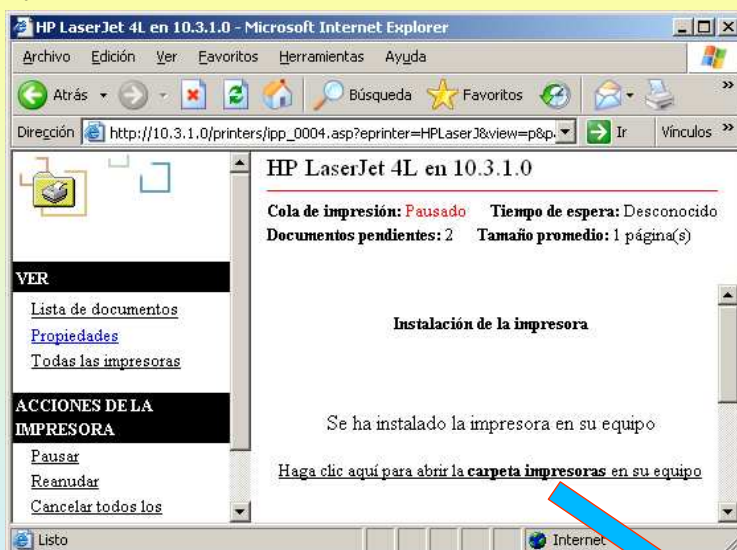 HP LaserJet 4L en 10.3.1.0 - Microsoft Internet Explorer
Archivo Edición Ver Favoritos Herramientas Ayuda
Atrás Búsqueda Favoritos »
Dirección http://10.3.1.0/printers/ipp_0004.asp?eprinter=HPLaserJ&view=p&p Ir Vínculos »
HP LaserJet 4L en 10.3.1.0
Cola de impresión: Pausado Tiempo de espera: Desconocido
Documentos pendientes: 2 Tamaño promedio: 1 página(s)
VER
Lista de documentos
Propiedades
Todas las impresoras
ACCIONES DE LA
IMPRESORA
Pausar
Reanudar
Cancelar todos los
Instalación de la impresora
Se ha instalado la impresora en su equipo
Haga clic aquí para abrir la carpeta impresoras en su equipo
Listo Internet